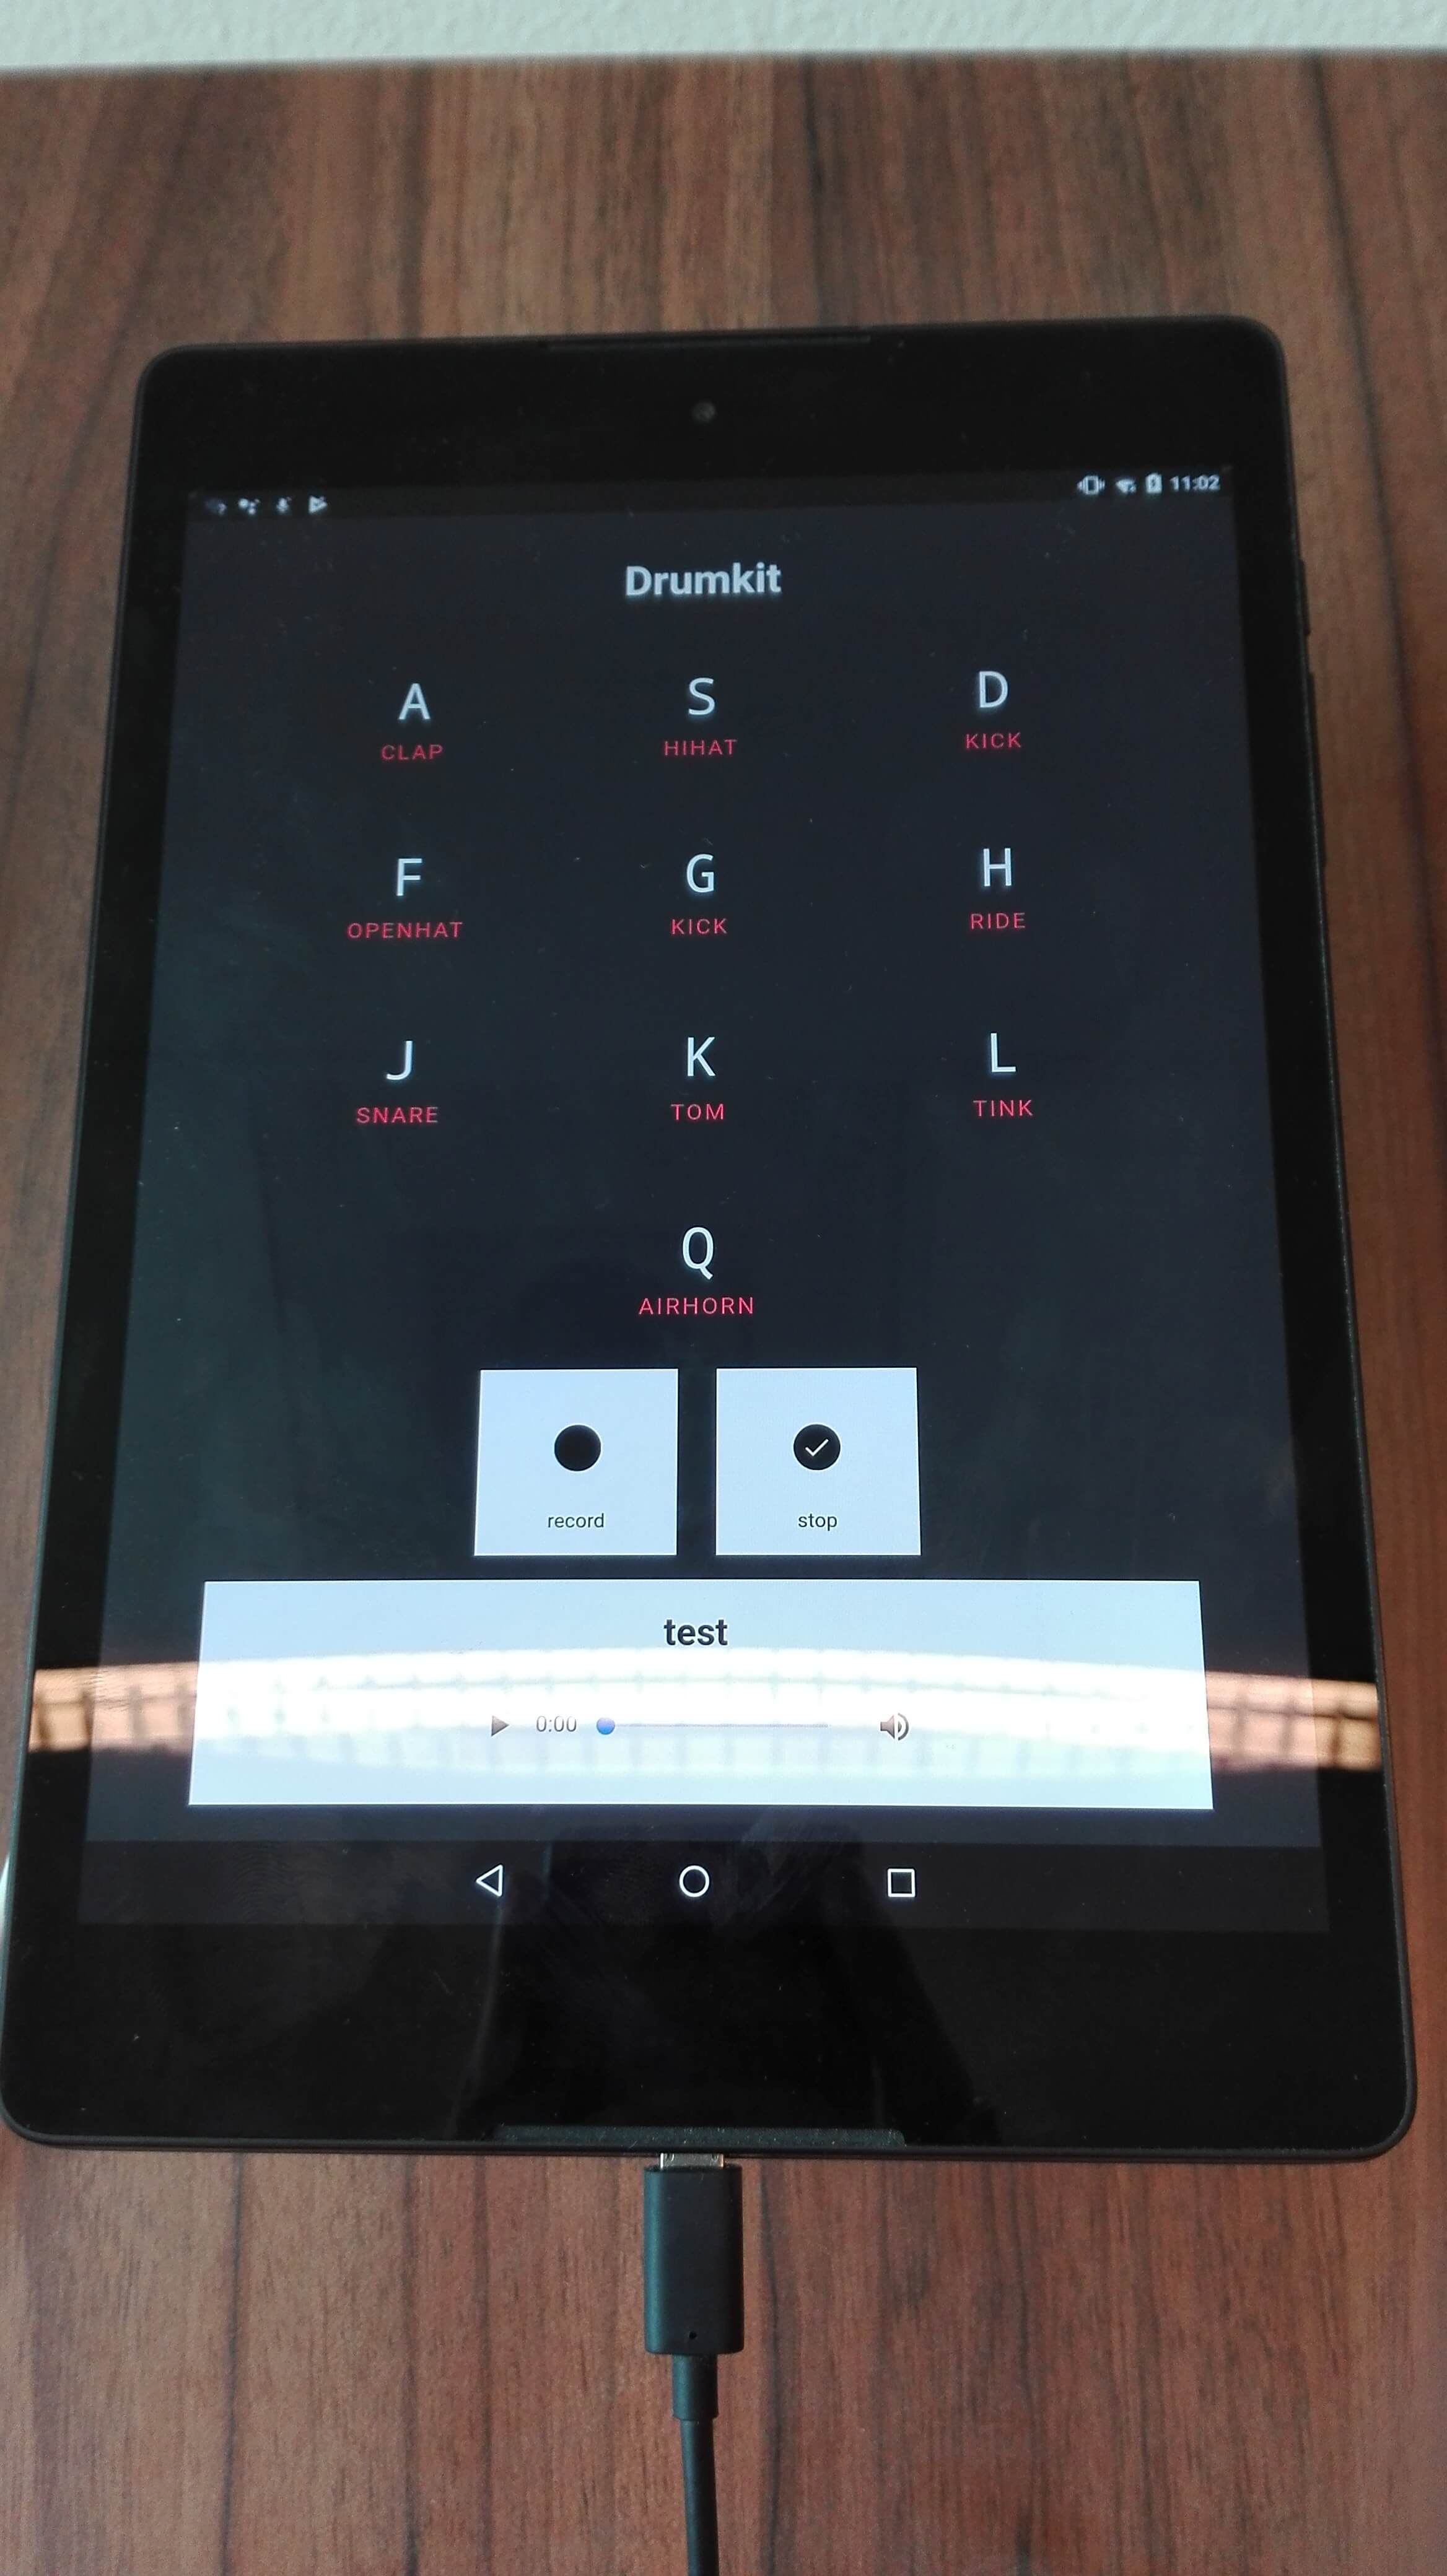 11:02
Drumkit
A S D
CLAP HIHAT KICK
F G H
OPENHAT KICK RIDE
J K L
SNARE TOM TINK
Q
AIRHORN
record stop
test
0:00